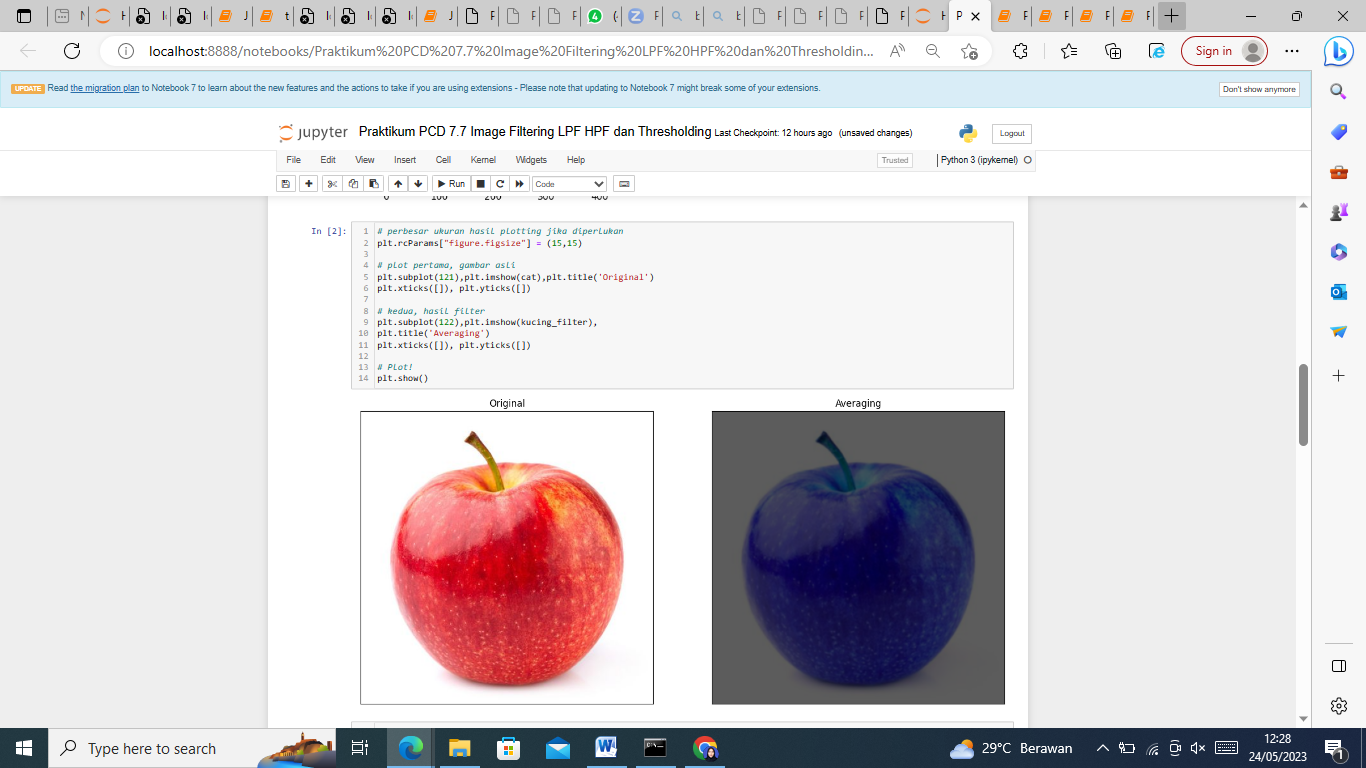 localhost:8888/notebooks/Praktikum%20PCD%207.7%20Image%20Filtering%20LPF%20HPF%20dan%20Thresholdin...
Sign in
UPDATE Read the migration plan to Notebook 7 to learn about the new features and the actions to take if you are using extensions - Please note that updating to Notebook 7 might break some of your extensions.
Don't show anymore
jupyter Praktikum PCD 7.7 Image Filtering LPF HPF dan Thresholding Last Checkpoint: 12 hours ago (unsaved changes)
Logout
File Edit View Insert Cell Kernel Widgets Help
Trusted
Python 3 (ipykernel)
Run
Code
0 100 200 300 400
In [2]:
1 # perbesar ukuran hasil plotting jika diperlukan
2 plt.rcParams["figure.figsize"] = (15,15)
3
4 # plot pertama, gambar asli
5 plt.subplot(121),plt.imshow(cat),plt.title('Original')
6 plt.xticks([]), plt.yticks([])
7
8 # kedua, hasil filter
9 plt.subplot(122),plt.imshow(kucing_filter),
10 plt.title('Averaging')
11 plt.xticks([]), plt.yticks([])
12
13 # Plot!
14 plt.show()
Original
Averaging
Type here to search
29°C Berawan
12:28
24/05/2023
1